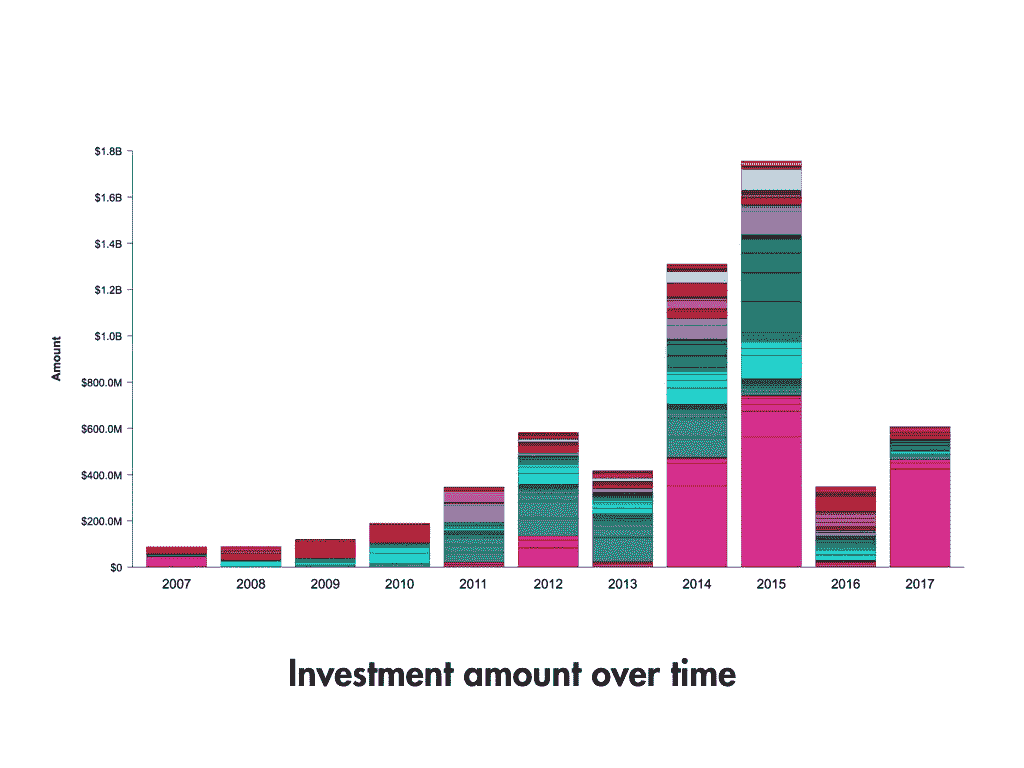 $1.8B
$1.6B
$1.4B
$1.2B
$1.0B
$800.0M
$600.0M
$400.0M
$200.0M
$0
Amount
2007 2008 2009 2010 2011 2012 2013 2014 2015 2016 2017
Investment amount over time